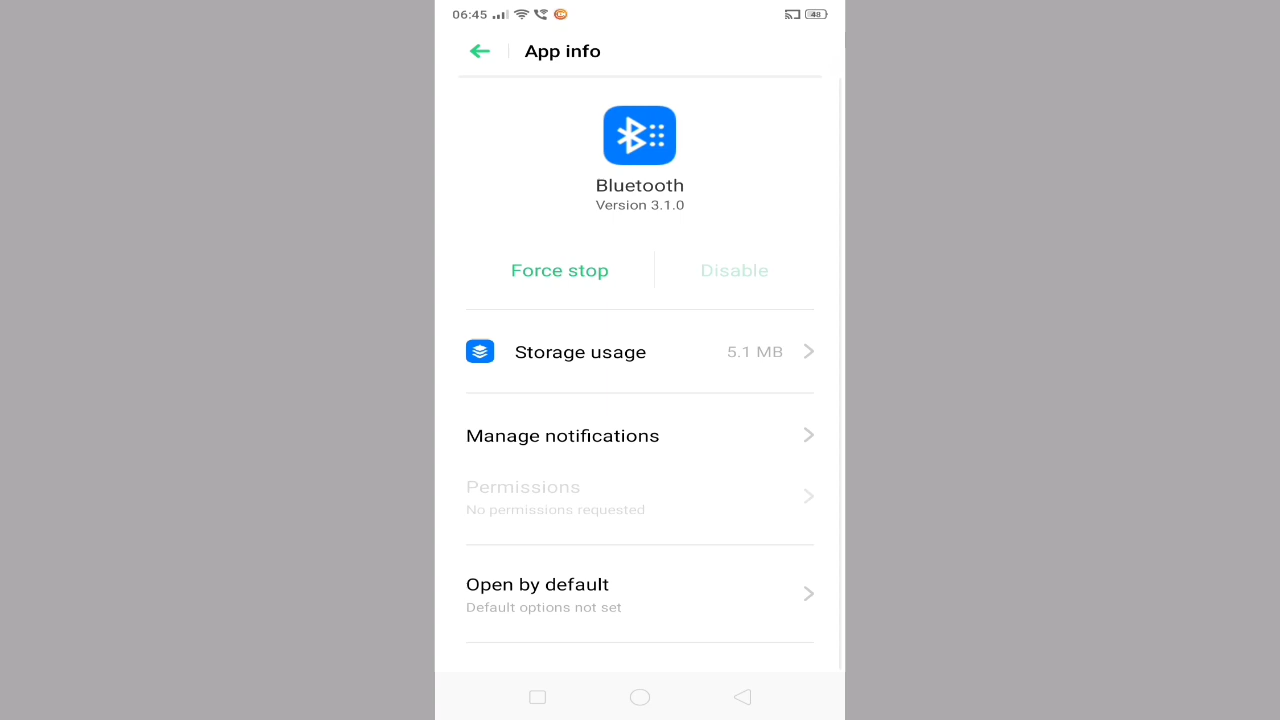 06:45 48
App info
Bluetooth
Version 3.1.0
Force stop Disable
Storage usage 5.1 MB
Manage notifications
Permissions
No permissions requested
Open by default
Default options not set